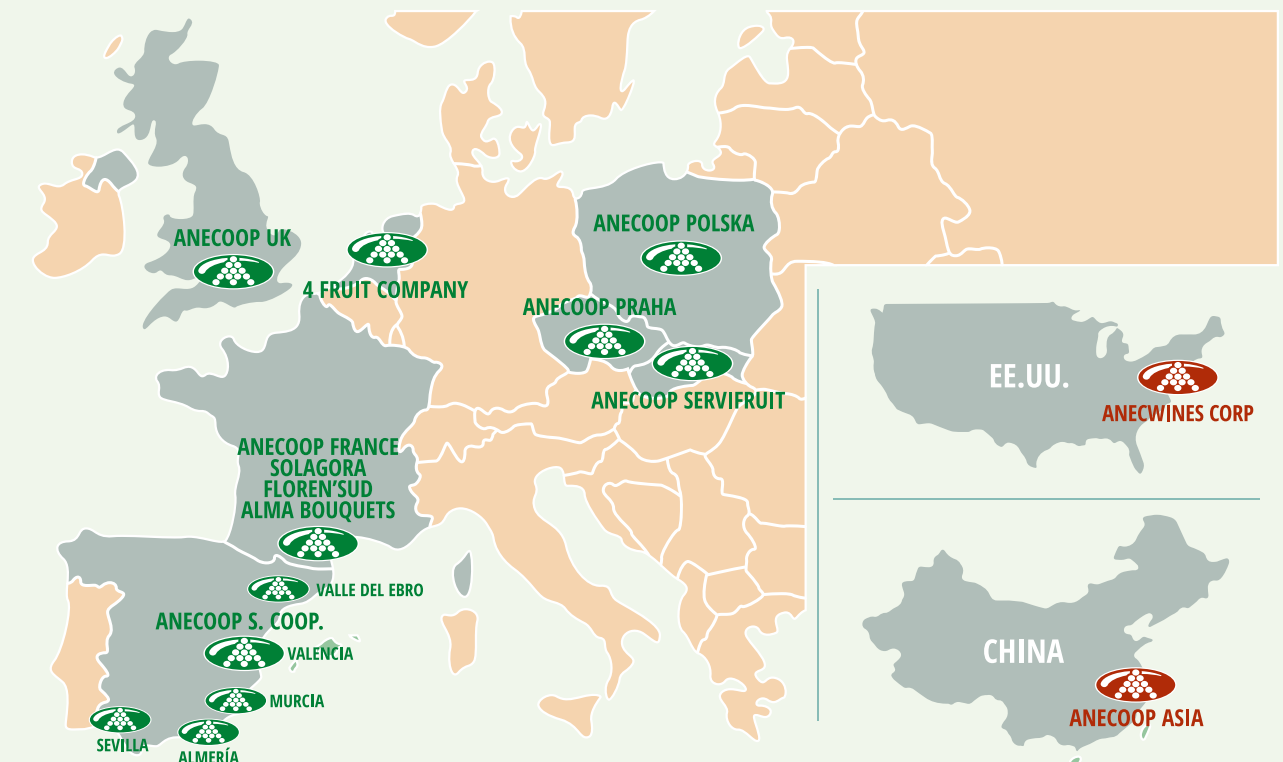 ANECOOP UK
4 FRUIT COMPANY
ANECOOP POLSKA
ANECOOP PRAHA
ANECOOP SERVIFRUIT
ANECOOP FRANCE
SOLAGORA
FLOREN'SUD
ALMA BOUQUETS
VALLE DEL EBRO
ANECOOP S. COOP.
VALENCIA
MURCIA
SEVILLA
ALMERÍA
EE.UU.
ANECWINES CORP
CHINA
ANECOOP ASIA